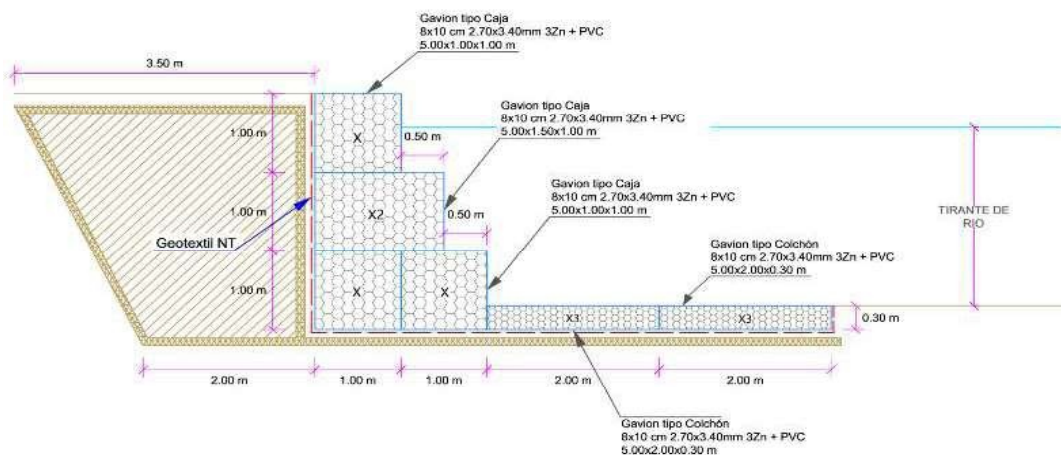 Gavion tipo Caja
8x10 cm 2.70x3.40mm 3Zn + PVC
5.00x1.00x1.00 m
3.50 m
Gavion tipo Caja
8x10 cm 2.70x3.40mm 3Zn + PVC
5.00x1.50x1.00 m
1.00 m
X
0.50 m
Gavion tipo Caja
8x10 cm 2.70x3.40mm 3Zn + PVC
5.00x1.00x1.00 m
1.00 m
X2
0.50 m
TIRANTE DE
RIO
Geotextil NT
Gavion tipo Colchón
8x10 cm 2.70x3.40mm 3Zn + PVC
5.00x2.00x0.30 m
1.00 m
X
X
X3
X3
0.30 m
2.00 m
1.00 m
1.00 m
2.00 m
2.00 m
Gavion tipo Colchón
8x10 cm 2.70x3.40mm 3Zn + PVC
5.00x2.00x0.30 m